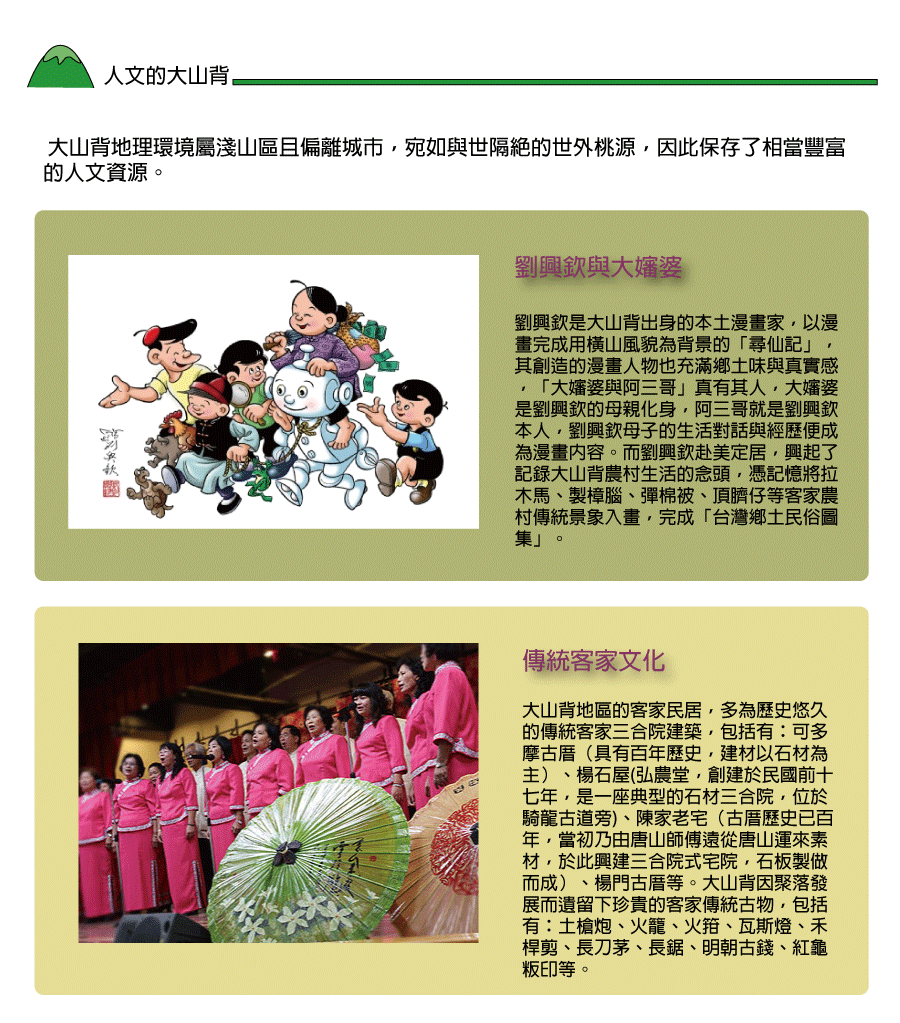 人文的大山背
大山背地理環境屬淺山區且偏離城市，宛如與世隔絕的世外桃源，因此保存了相當豐富
的人文資源。
劉興欽與大嬸婆
劉興欽是大山背出身的本土漫畫家，以漫
畫完成用橫山風貌為背景的「尋仙記」，
其創造的漫畫人物也充滿鄉土味與真實感
，「大嬸婆與阿三哥」真有其人，大嬸婆
是劉興欽的母親化身，阿三哥就是劉興欽
本人，劉興欽母子的生活對話與經歷便成
為漫畫內容。而劉興欽赴美定居，興起了
記錄大山背農村生活的念頭，憑記憶將拉
木馬、製樟腦、彈棉被、頂臍仔等客家農
村傳統景象入畫，完成「台灣鄉土民俗圖
集」。
傳統客家文化
大山背地區的客家民居，多為歷史悠久
的傳統客家三合院建築，包括有：可多
摩古厝（具有百年歷史，建材以石材為
主）、楊石屋(弘農堂，創建於民國前十
七年，是一座典型的石材三合院，位於
騎龍古道旁)、陳家老宅（古厝歷史已百
年，當初乃由唐山師傅遠從唐山運來素
材，於此興建三合院式宅院，石板製做
而成）、楊門古厝等。大山背因聚落發
展而遺留下珍貴的客家傳統古物，包括
有：土槍炮、火籠、火箝、瓦斯燈、禾
桿剪、長刀茅、長鋸、明朝古錢、紅龜
粄印等。